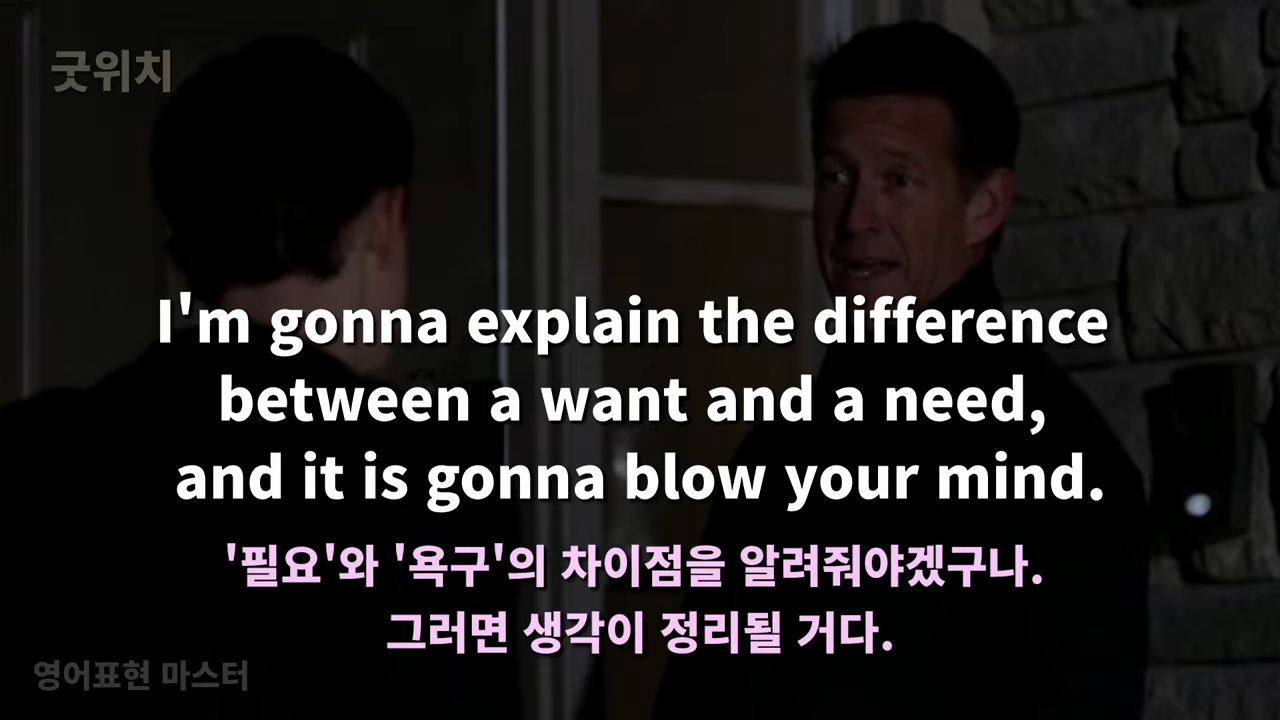 굿위치
I'm gonna explain the difference
between a want and a need,
and it is gonna blow your mind.
'필요'와 '욕구'의 차이점을 알려줘야겠구나.
그러면 생각이 정리될 거다.
영어표현 마스터